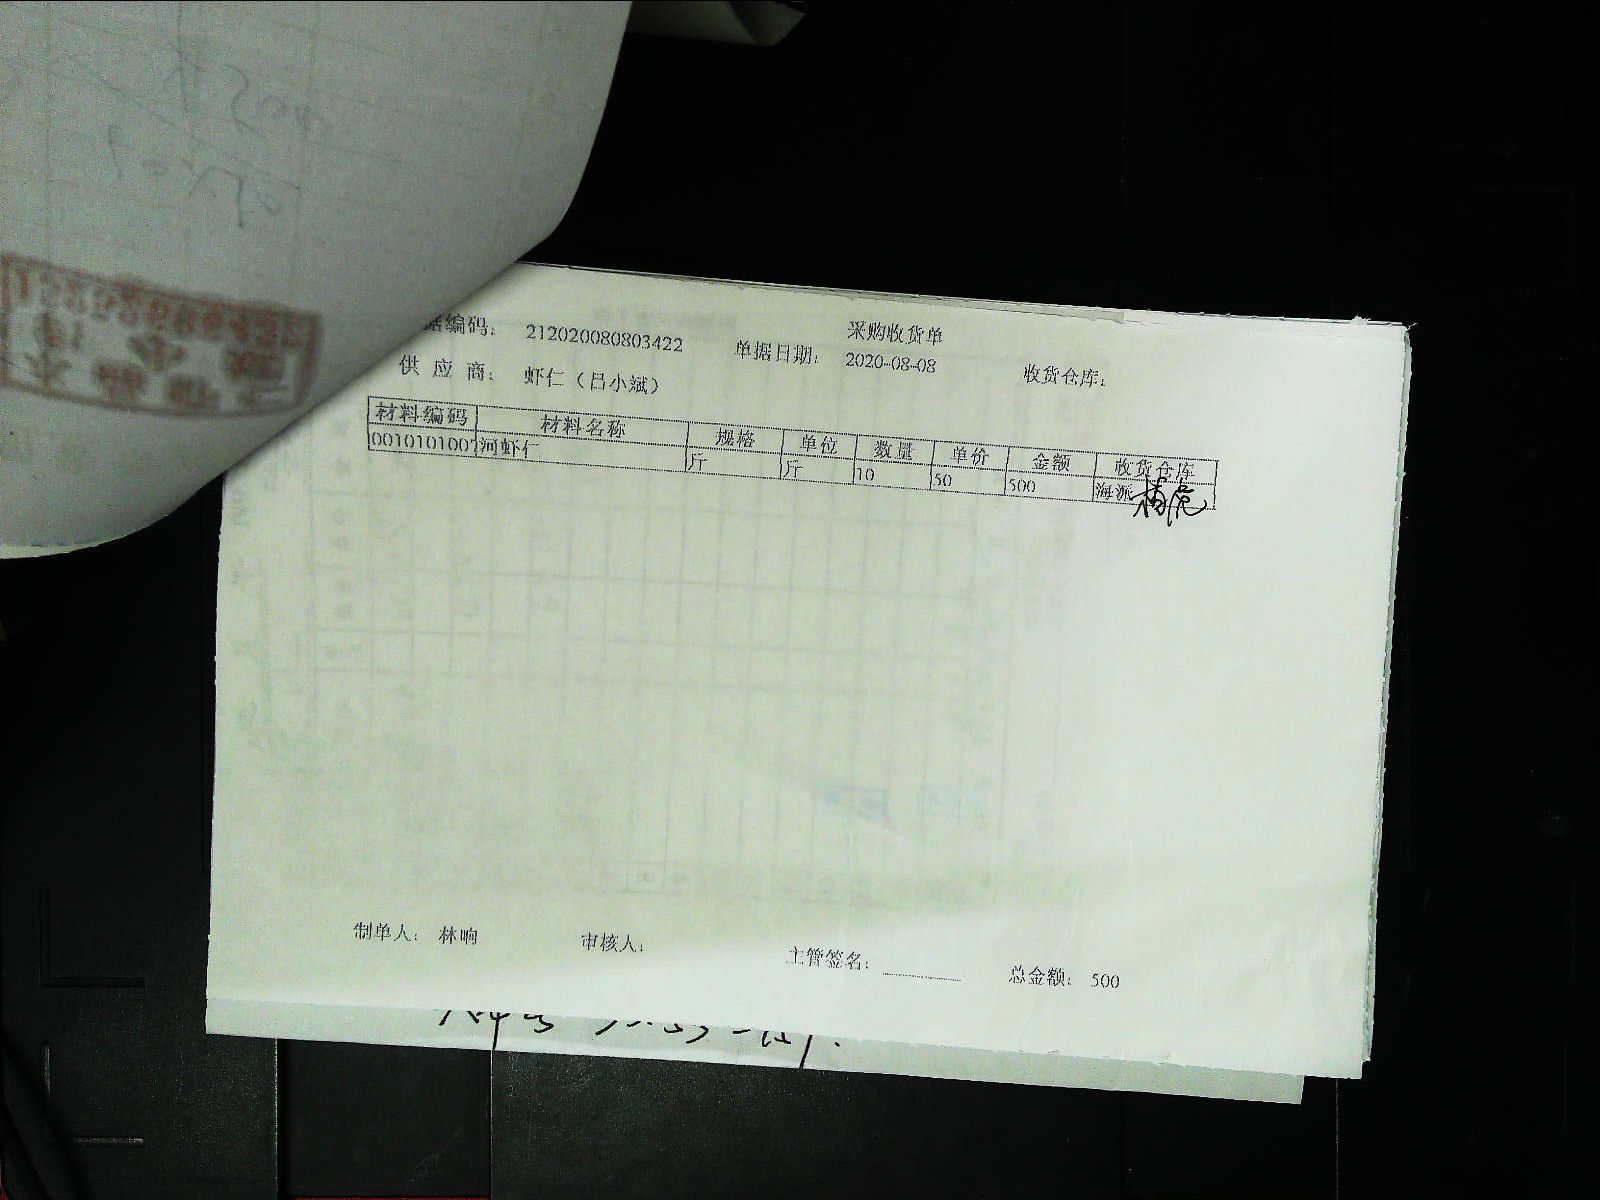 采购收货单
据编码: 212020080803422 单据日期: 2020-08-08 收货仓库:
供应商: 虾仁（吕小斌）
材料编码 材料名称 规格 单位 数量 单价 金额 收货仓库
0010101007 河虾仁 斤 斤 10 50 500 海派
制单人: 林响 审核人: 主管签名: 总金额: 500